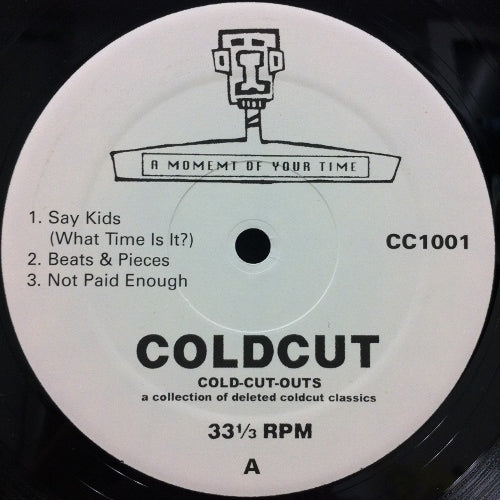 A MOMEMT OF YOUR TIME
1. Say Kids
(What Time Is It?)
2. Beats & Pieces
3. Not Paid Enough
CC1001
COLDCUT
COLD-CUT-OUTS
a collection of deleted coldcut classics
33⅓ RPM
A